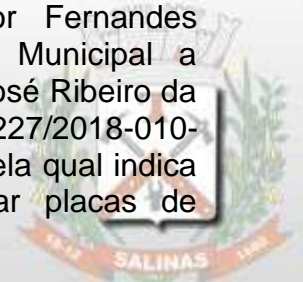 or Fernandes
Municipal a
osé Ribeiro da
227/2018-010-
ela qual indica
ar placas de
SALINAS